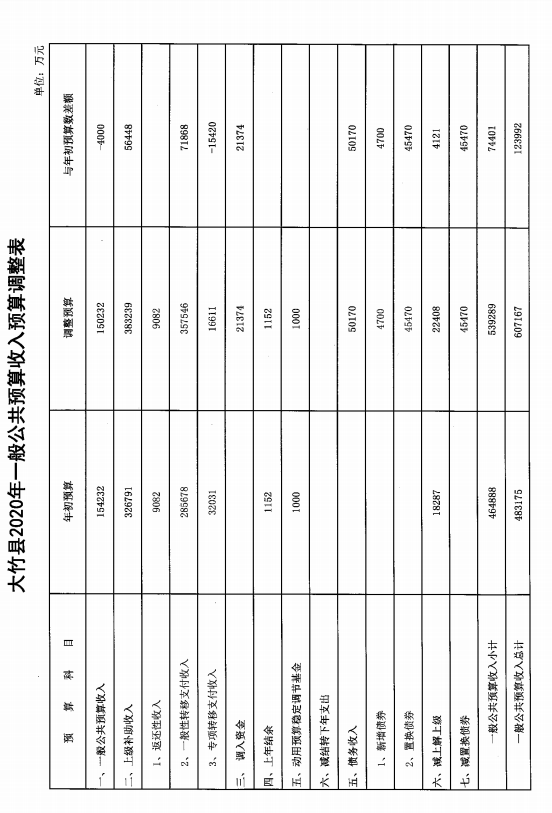 大竹县2020年一般公共预算收入预算调整表
单位：万元
预 算 科 目 年初预算 调整预算 与年初预算数差额
一、一般公共预算收入 154232 150232 -4000
二、上级补助收入 326791 383239 56448
1、返还性收入 9082 9082
2、一般性转移支付收入 285678 357546 71868
3、专项转移支付收入 32031 16611 -15420
三、调入资金 21374 21374
四、上年结余 1152 1152
五、动用预算稳定调节基金 1000 1000
六、减结转下年支出
五、债务收入 50170 50170
1、新增债券 4700 4700
2、置换债券 45470 45470
六、减上解上级 18287 22408 4121
七、减置换债券 45470 45470
一般公共预算收入小计 464888 539289 74401
一般公共预算收入总计 483175 607167 123992